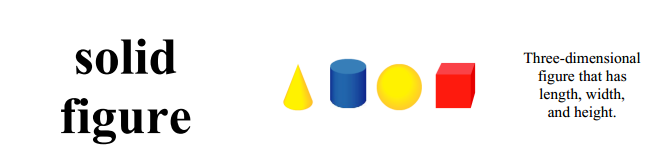 solid
figure
Three-dimensional
figure that has
length, width,
and height.